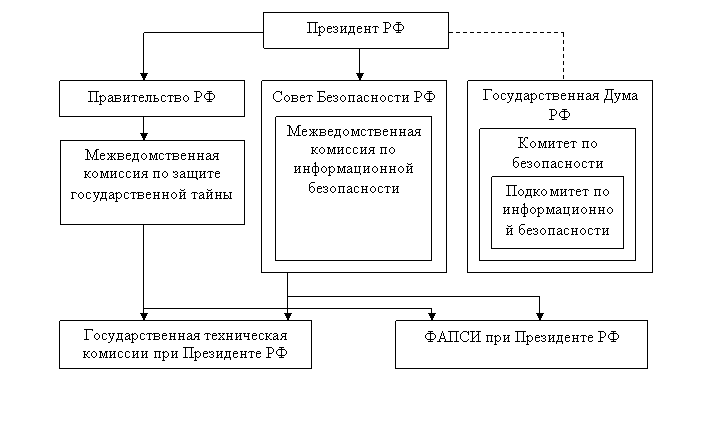 Президент РФ
Правительство РФ
Межведомственная
комиссия по защите
государственной тайны
Совет Безопасности РФ
Межведомственная
комиссия по
информационной
безопасности
Государственная Дума
РФ
Комитет по
безопасности
Подкомитет по
информационно
й безопасности
Государственная техническая
комиссии при Президенте РФ
ФАПСИ при Президенте РФ